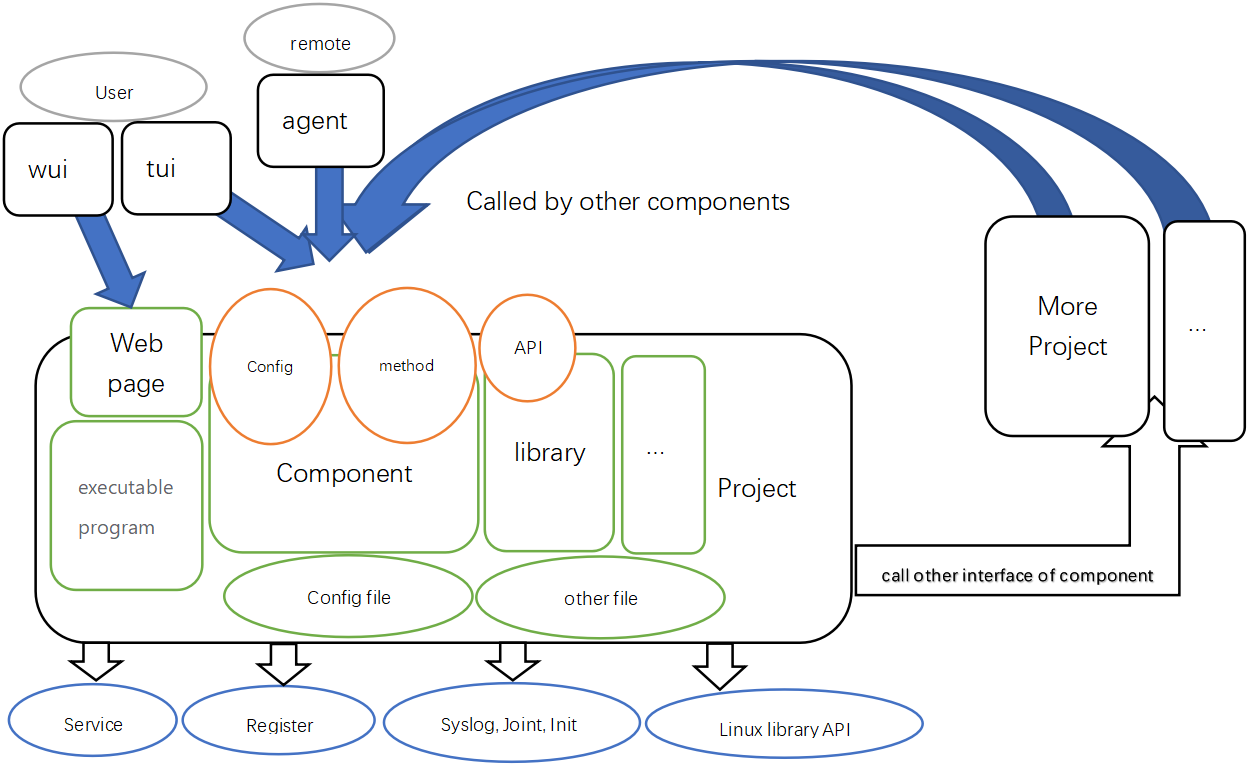 remote
User
agent
wui
tui
Called by other components
More
Project
...
Web
page
Config
method
API
library
...
Component
executable
program
Project
Config file
other file
call other interface of component
Service
Register
Syslog, Joint, Init
Linux library API